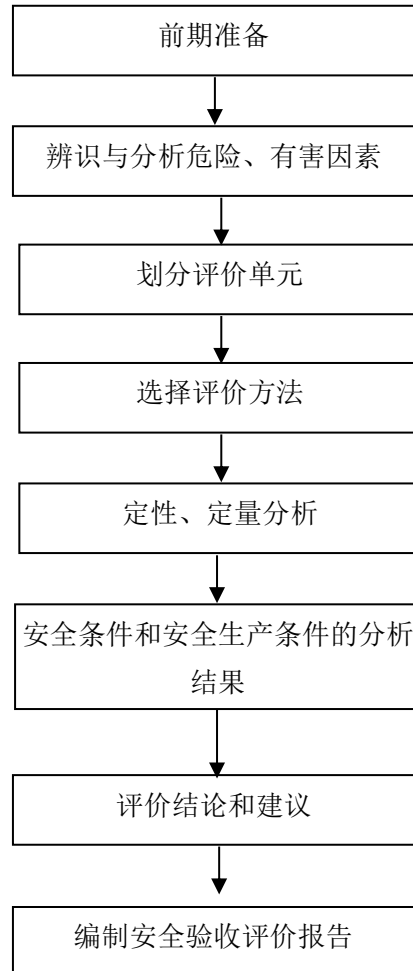 前期准备
辨识与分析危险、有害因素
划分评价单元
选择评价方法
定性、定量分析
安全条件和安全生产条件的分析
结果
评价结论和建议
编制安全验收评价报告